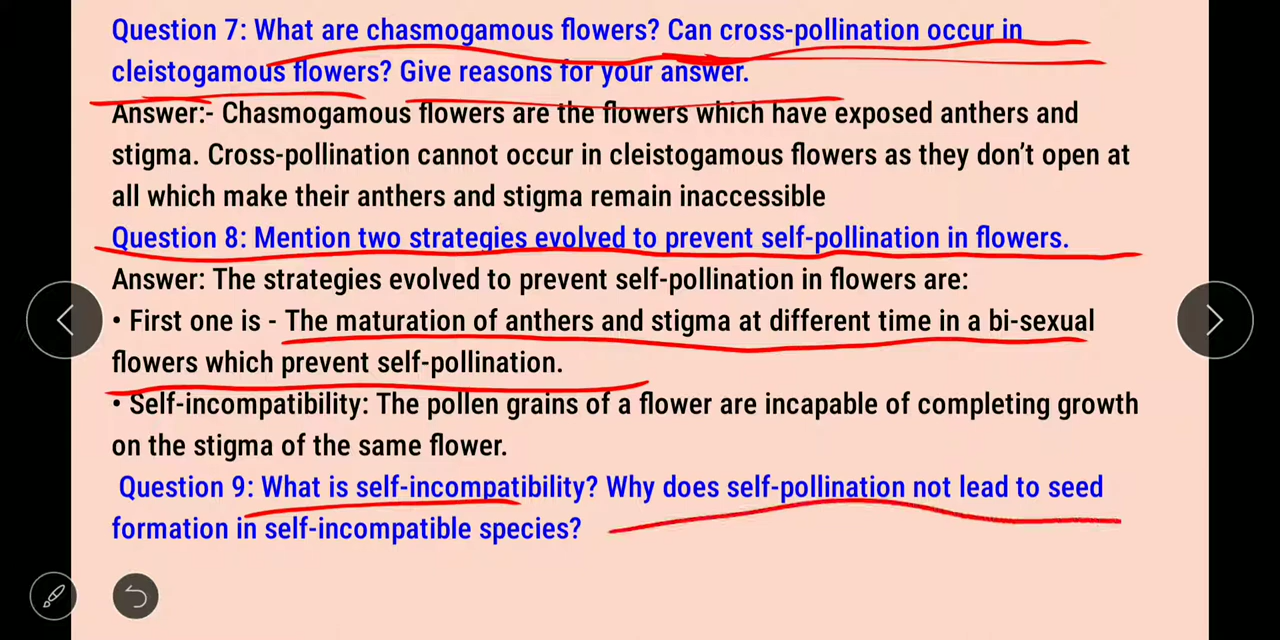 Question 7: What are chasmogamous flowers? Can cross-pollination occur in
cleistogamous flowers? Give reasons for your answer.
Answer:- Chasmogamous flowers are the flowers which have exposed anthers and
stigma. Cross-pollination cannot occur in cleistogamous flowers as they don’t open at
all which make their anthers and stigma remain inaccessible
Question 8: Mention two strategies evolved to prevent self-pollination in flowers.
Answer: The strategies evolved to prevent self-pollination in flowers are:
• First one is - The maturation of anthers and stigma at different time in a bi-sexual
flowers which prevent self-pollination.
• Self-incompatibility: The pollen grains of a flower are incapable of completing growth
on the stigma of the same flower.
Question 9: What is self-incompatibility? Why does self-pollination not lead to seed
formation in self-incompatible species?